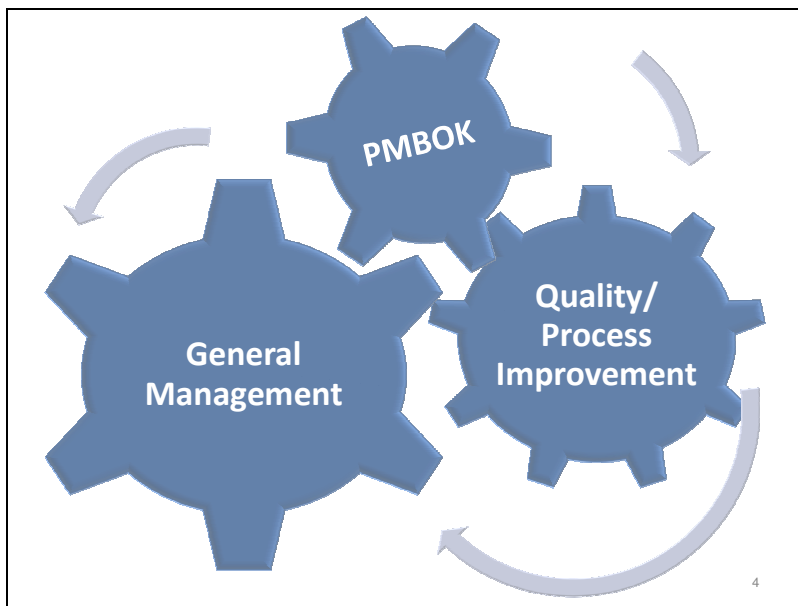 PMBOK
General
Management
Quality/
Process
Improvement
4